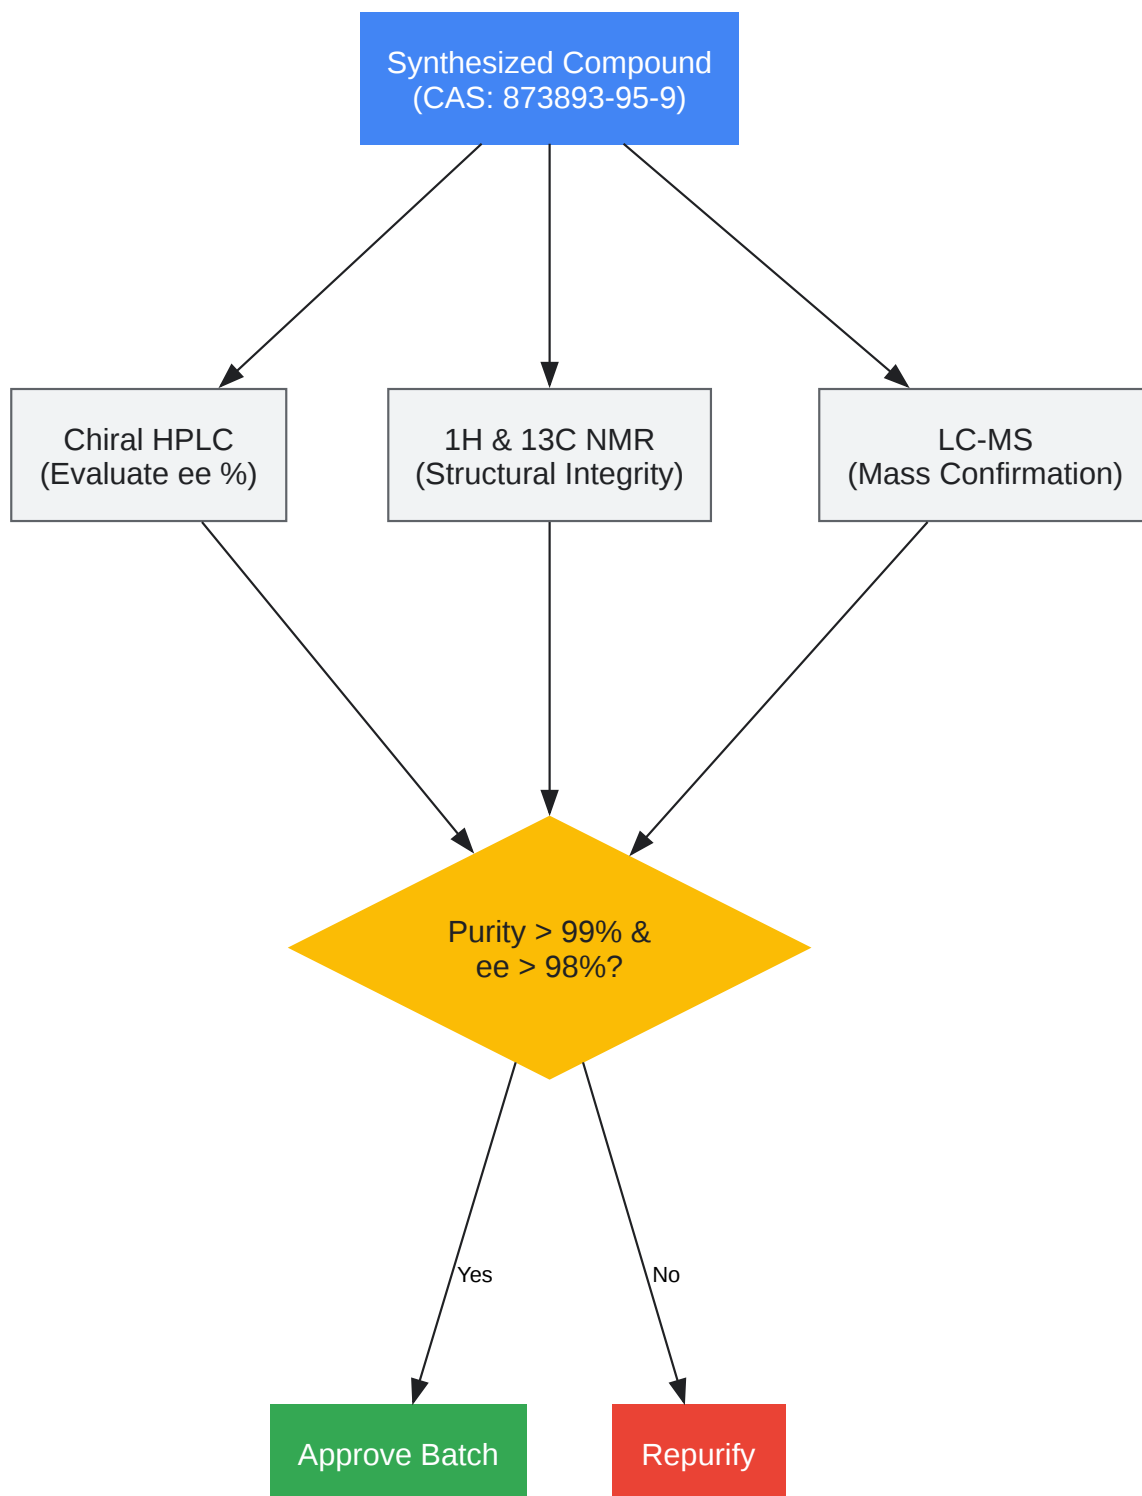 Synthesized Compound
(CAS: 873893-95-9)
Chiral HPLC
(Evaluate ee %)
1H & 13C NMR
(Structural Integrity)
LC-MS
(Mass Confirmation)
Purity > 99% &
ee > 98%?
Yes
No
Approve Batch
Repurify